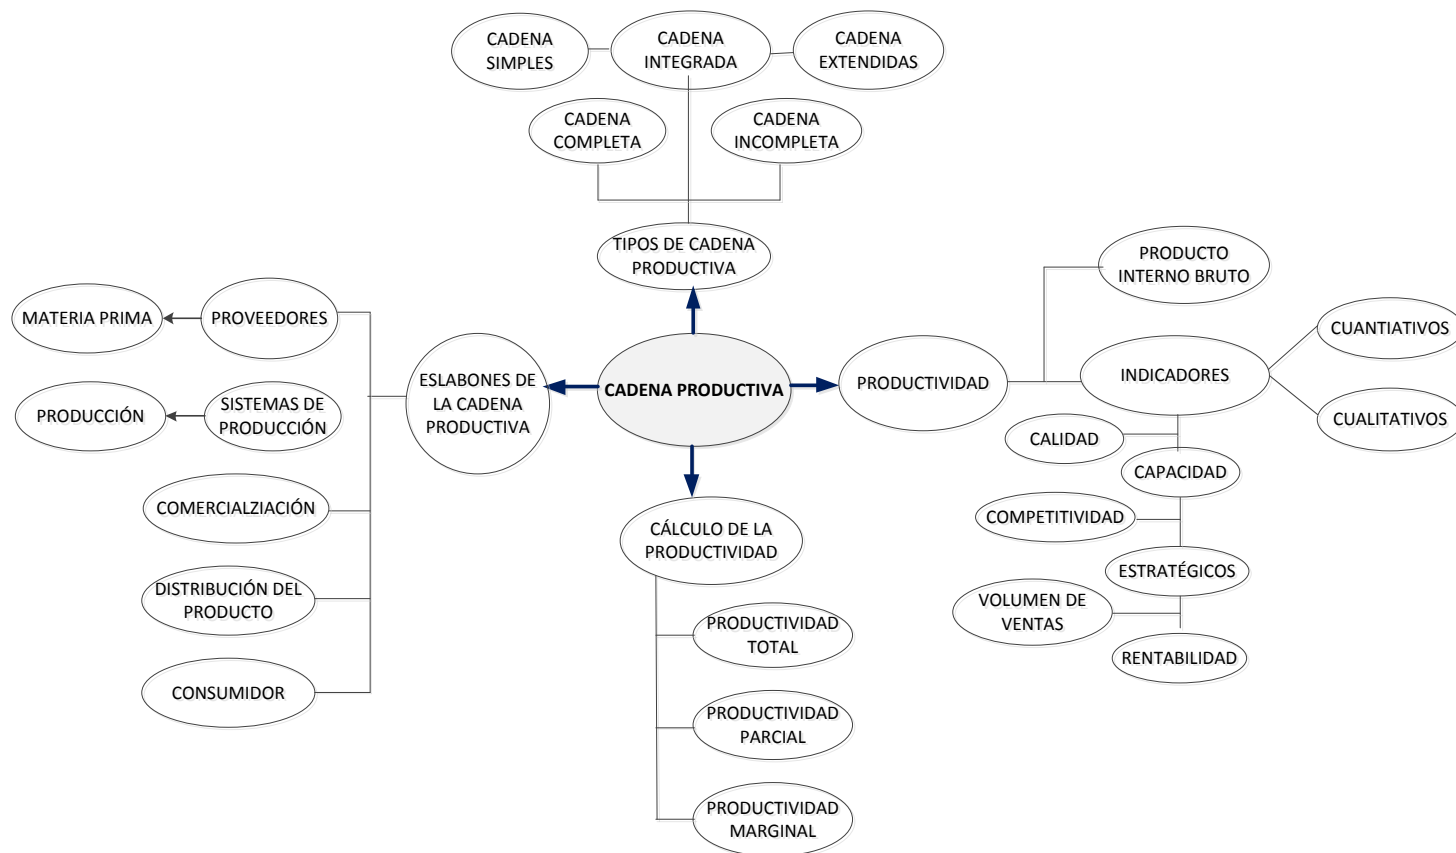 CADENA
SIMPLES
CADENA
INTEGRADA
CADENA
EXTENDIDAS
CADENA
COMPLETA
CADENA
INCOMPLETA
TIPOS DE CADENA
PRODUCTIVA
PRODUCTO
INTERNO BRUTO
MATERIA PRIMA
PROVEEDORES
CUANTIATIVOS
ESLABONES DE
LA CADENA
PRODUCTIVA
CADENA PRODUCTIVA
PRODUCTIVIDAD
INDICADORES
PRODUCCIÓN
SISTEMAS DE
PRODUCCIÓN
CUALITATIVOS
CALIDAD
CAPACIDAD
COMERCIALZIACIÓN
COMPETITIVIDAD
CÁLCULO DE LA
PRODUCTIVIDAD
ESTRATÉGICOS
DISTRIBUCIÓN DEL
PRODUCTO
VOLUMEN DE
VENTAS
PRODUCTIVIDAD
TOTAL
RENTABILIDAD
CONSUMIDOR
PRODUCTIVIDAD
PARCIAL
PRODUCTIVIDAD
MARGINAL